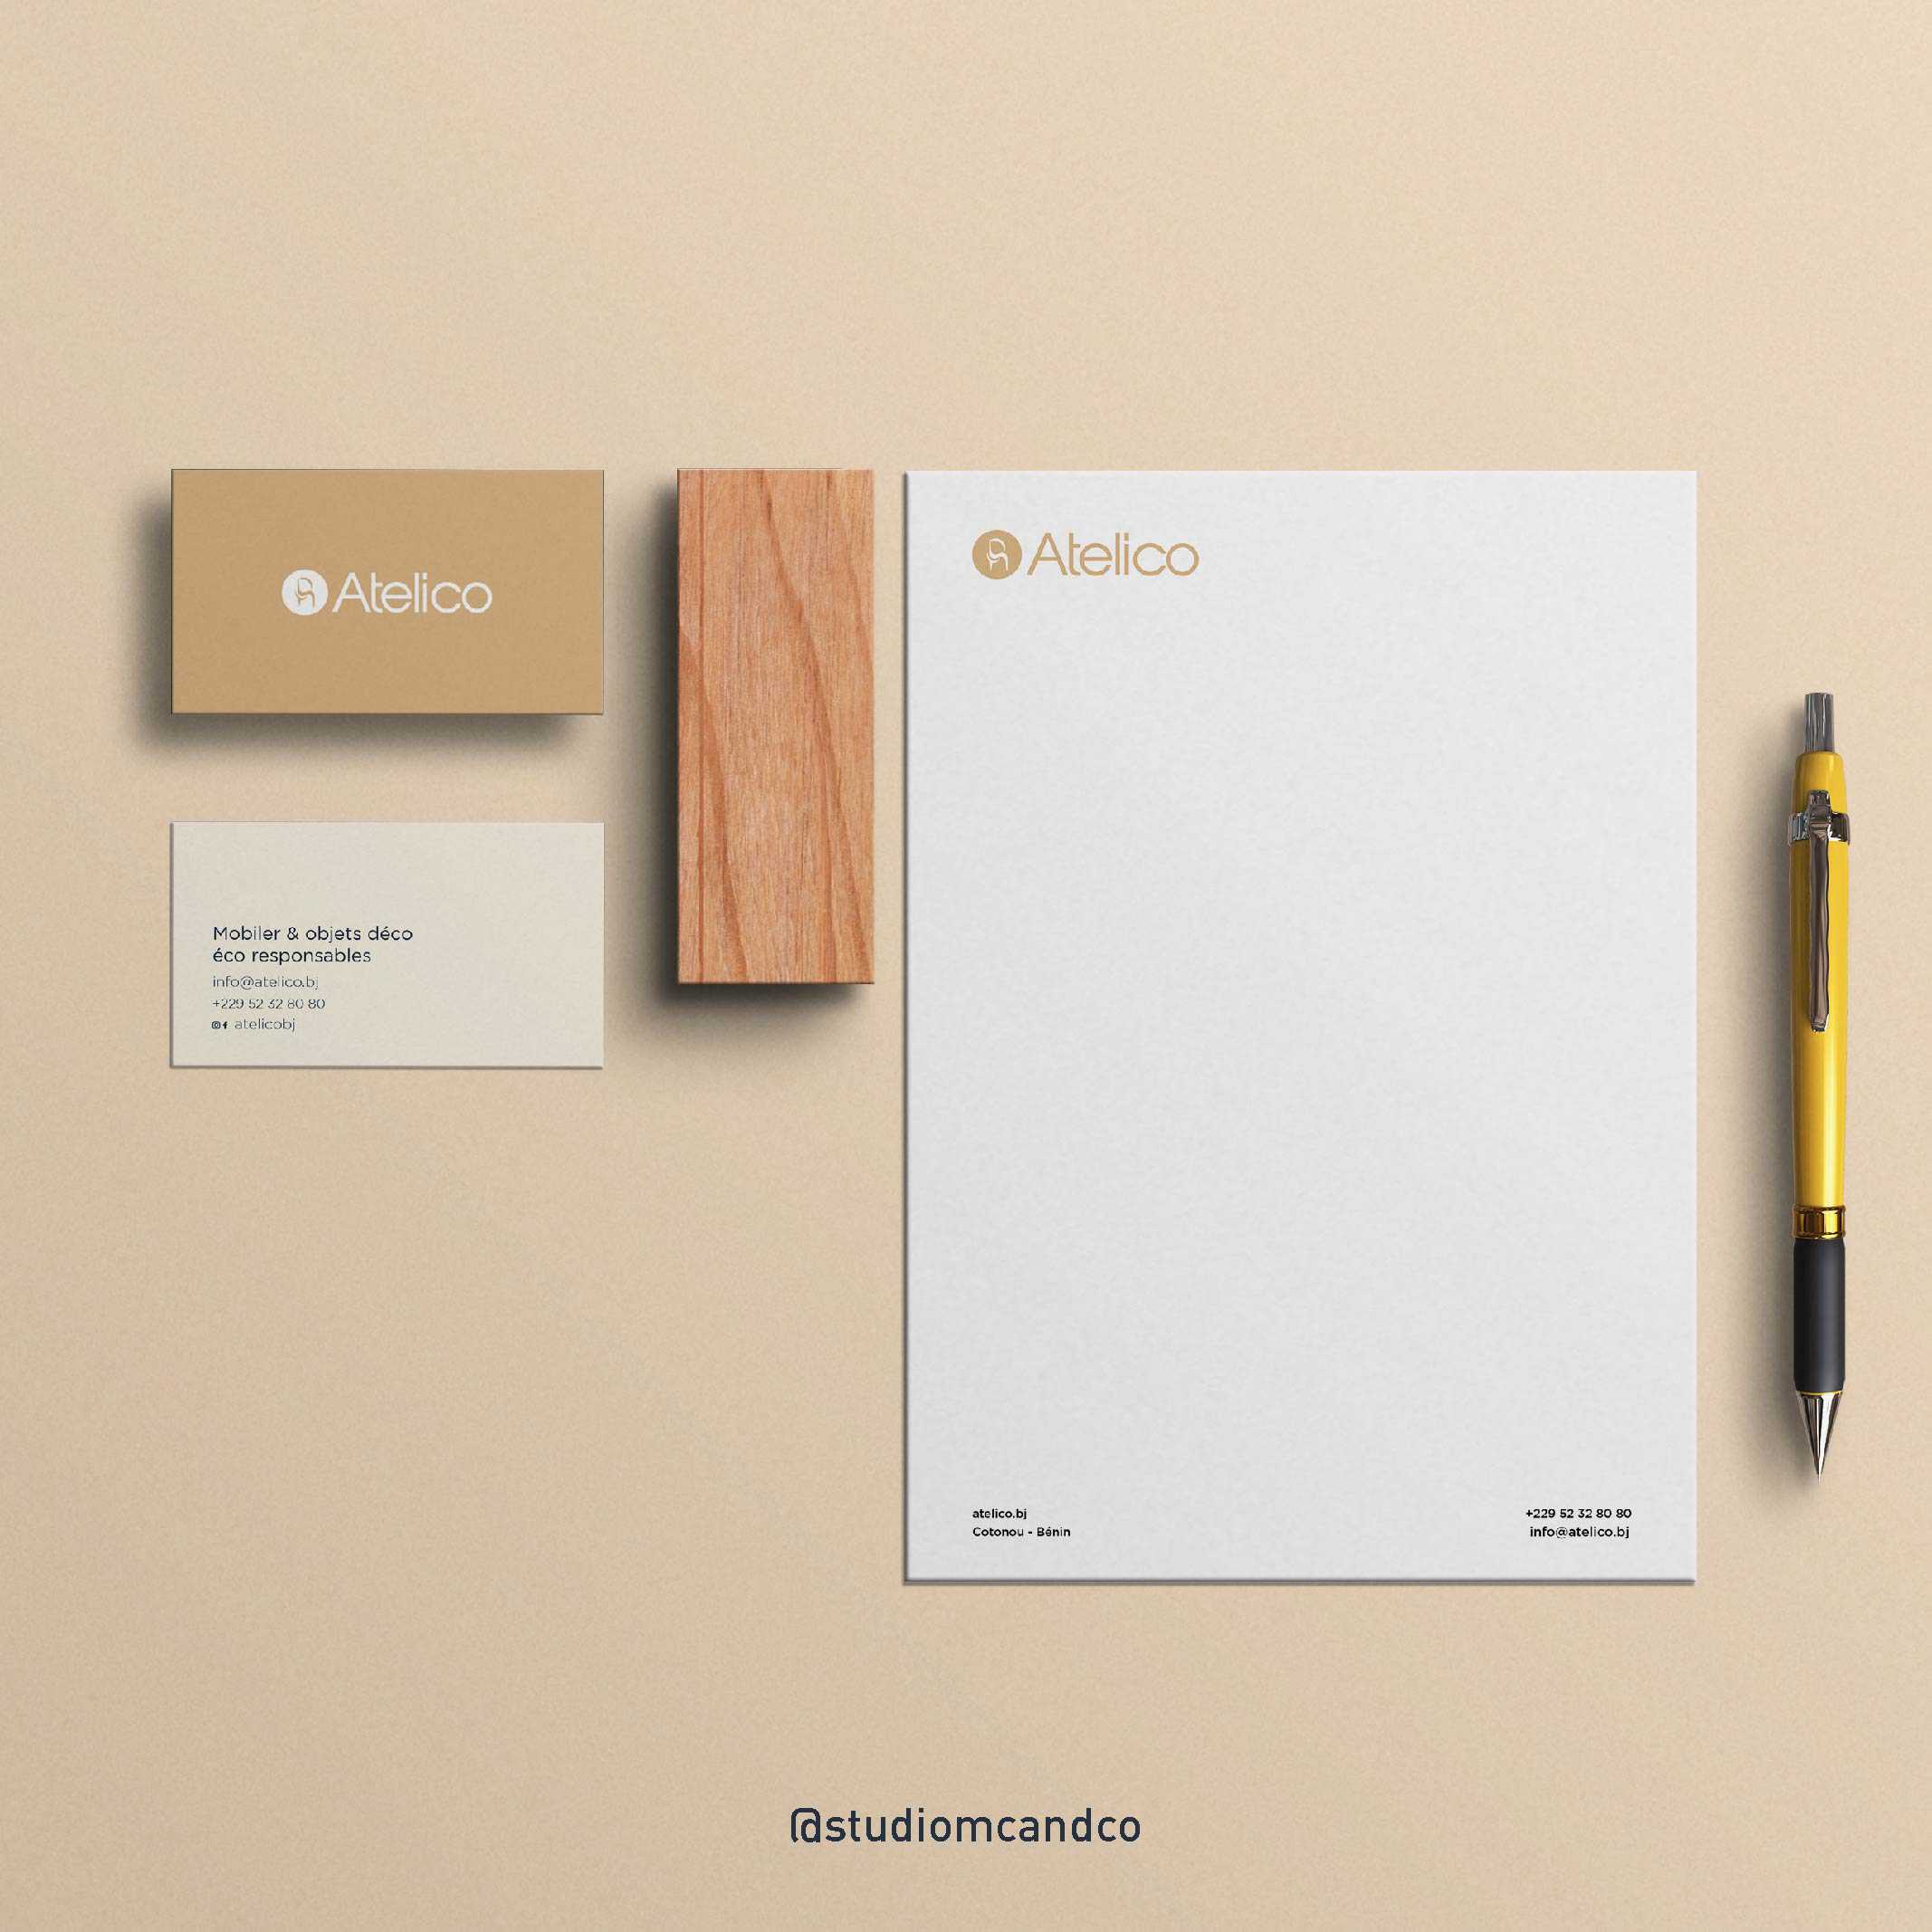 Atelico
Mobiler & objets déco
éco responsables
info@atelico.bj
+229 52 32 80 80
atelicobj
Atelico
atelico.bj
Cotonou - Bénin
+229 52 32 80 80
info@atelico.bj
@studiomcandco